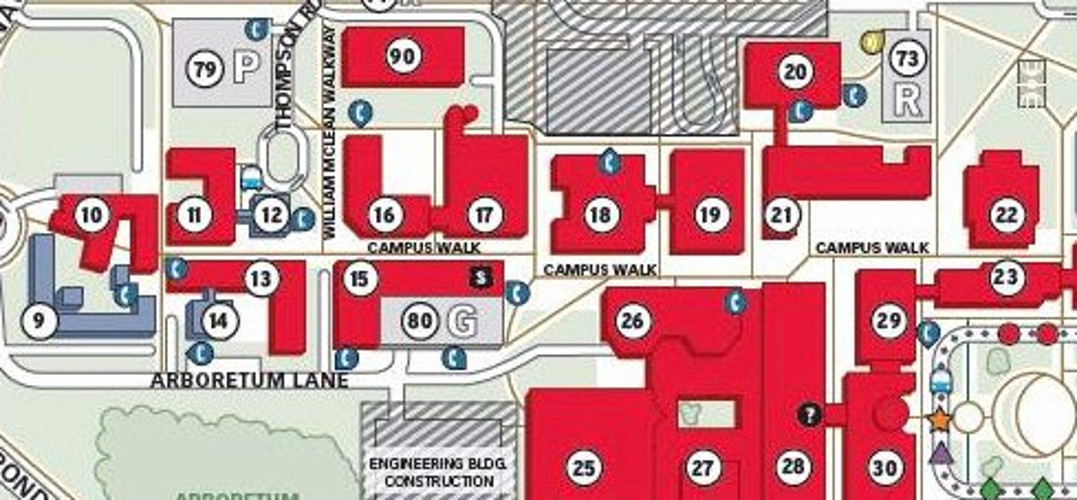 THOMPSON RD
WILLIAM MCLEAN WALKWAY
79 P
90
20
73
R
10
11
12
16
17
18
19
21
22
CAMPUS WALK
CAMPUS WALK
CAMPUS WALK
9
13
14
15
S
80 G
26
29
23
ARBORETUM LANE
?
ENGINEERING BLDG.
CONSTRUCTION
25
27
28
30
POND
ARBORETUM